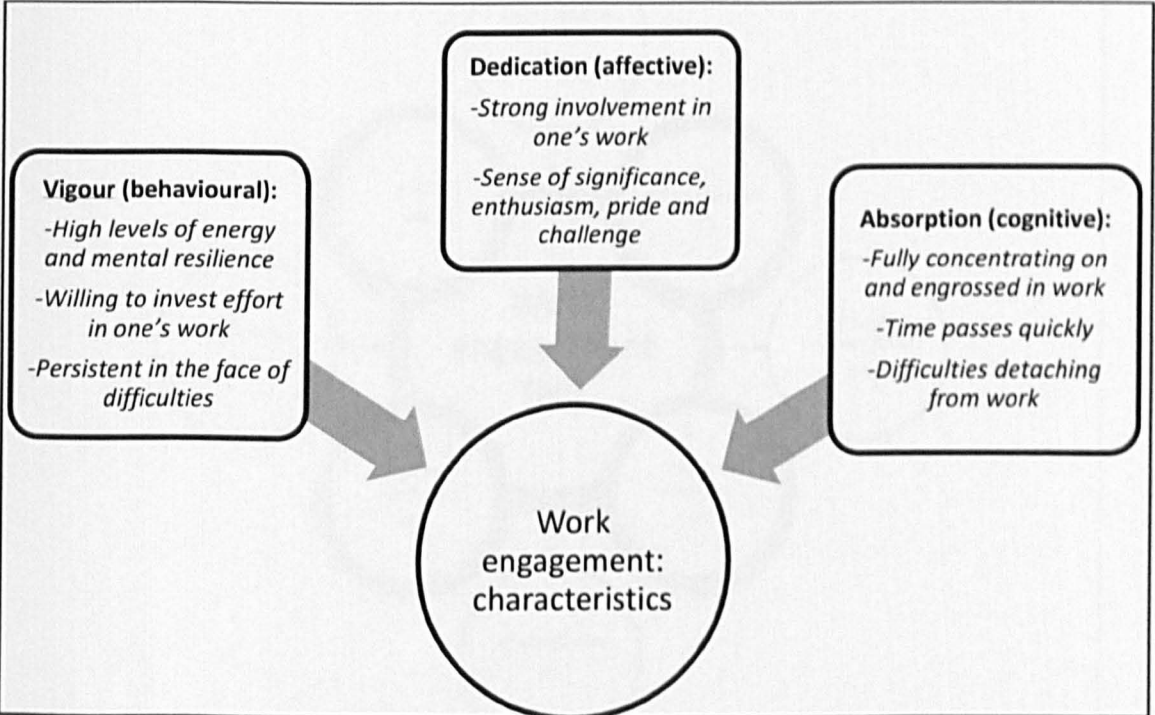 Dedication (affective):
-Strong involvement in
one's work
-Sense of significance,
enthusiasm, pride and
challenge
Vigour (behavioural):
-High levels of energy
and mental resilience
-Willing to invest effort
in one's work
-Persistent in the face of
difficulties
Absorption (cognitive):
-Fully concentrating on
and engrossed in work
-Time passes quickly
-Difficulties detaching
from work
Work
engagement:
characteristics